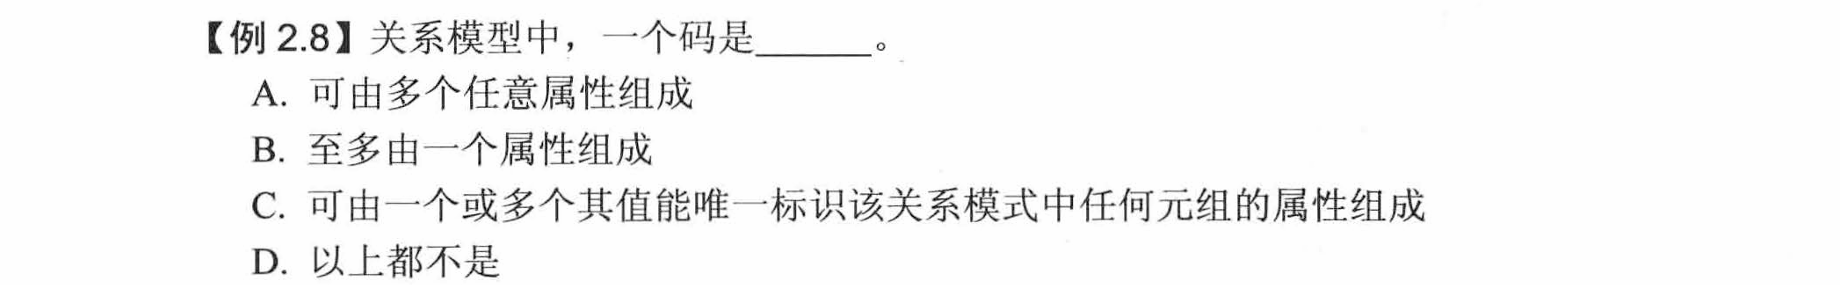 【例 2.8】关系模型中，一个码是______。
A. 可由多个任意属性组成
B. 至多由一个属性组成
C. 可由一个或多个其值能唯一标识该关系模式中任何元组的属性组成
D. 以上都不是